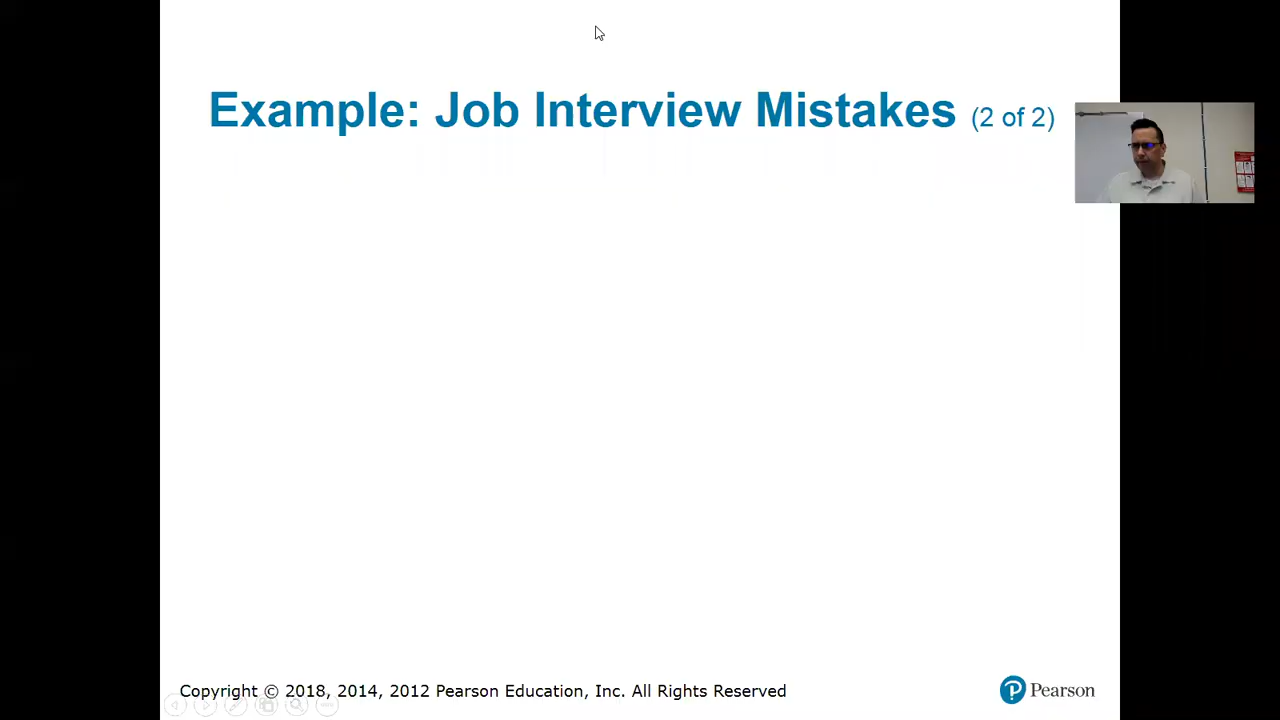 Example: Job Interview Mistakes (2 of 2)
Copyright © 2018, 2014, 2012 Pearson Education, Inc. All Rights Reserved
Pearson